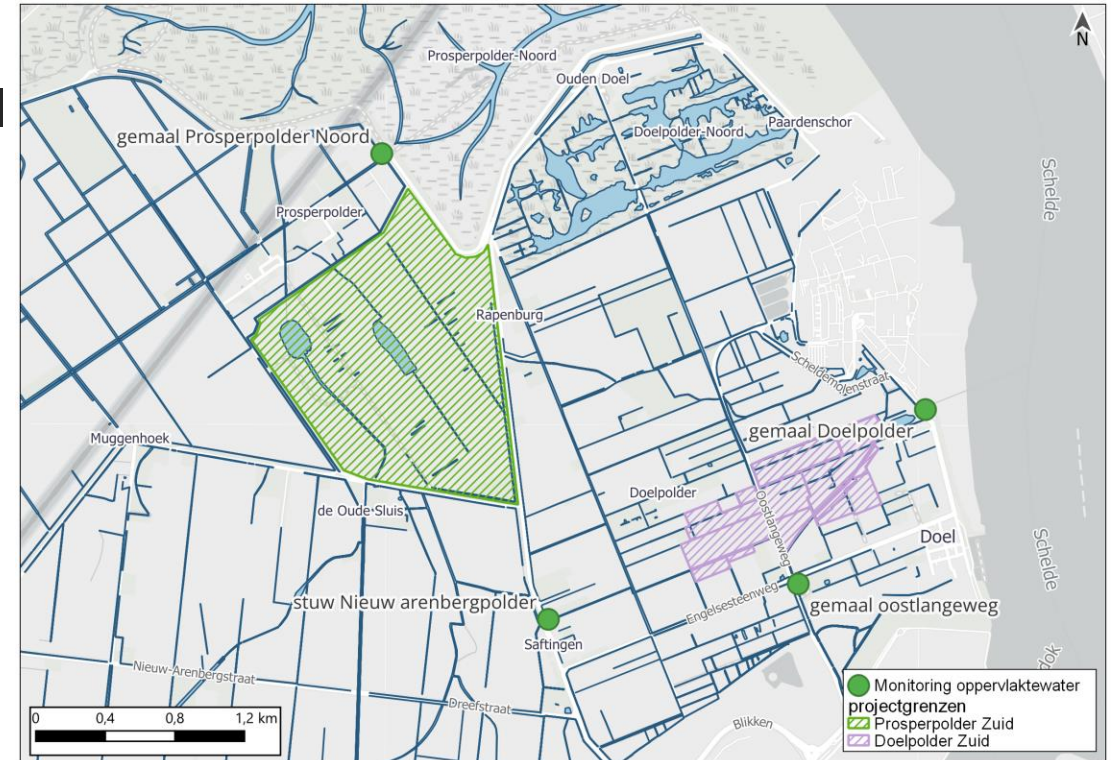 N
Prosperpolder-Noord
Ouden Doel
Paardenschor
Doelpolder-Noord
gemaal Prosperpolder Noord
Schelde
Prosperpolder
Rapenburg
Scheldemolenstraat
gemaal Doelpolder
Muggenhoek
Doelpolder
Oostlangeweg
de Oude Sluis
Doel
Schelde
stuw Nieuw arenbergpolder
Engelsesteenweg
gemaal oostlangeweg
Saftingen
Nieuw-Arenbergstraat
Dreefstraat
Blikken
0 0,4 0,8 1,2 km
Monitoring oppervlaktewater
projectgrenzen
Prosperpolder Zuid
Doelpolder Zuid